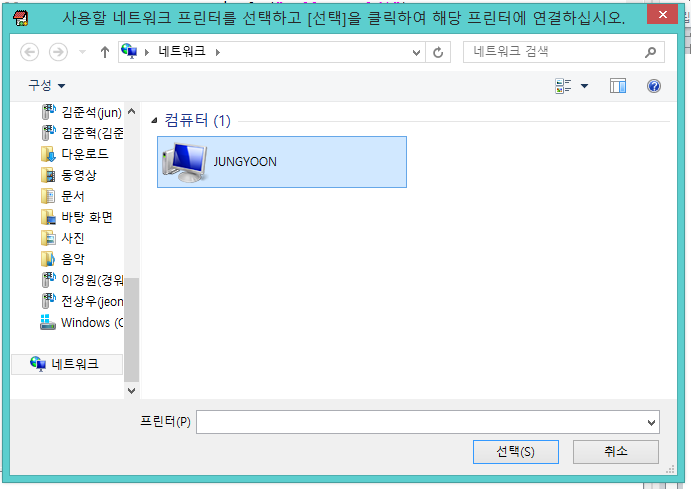 사용할 네트워크 프린터를 선택하고 [선택]을 클릭하여 해당 프린터에 연결하십시오.
네트워크
네트워크 검색
구성
김준석(jun)
김준혁(김준
다운로드
동영상
문서
바탕 화면
사진
음악
이경원(경워
전상우(jeon
Windows (C
네트워크
컴퓨터 (1)
JUNGYOON
프린터(P)
선택(S)
취소